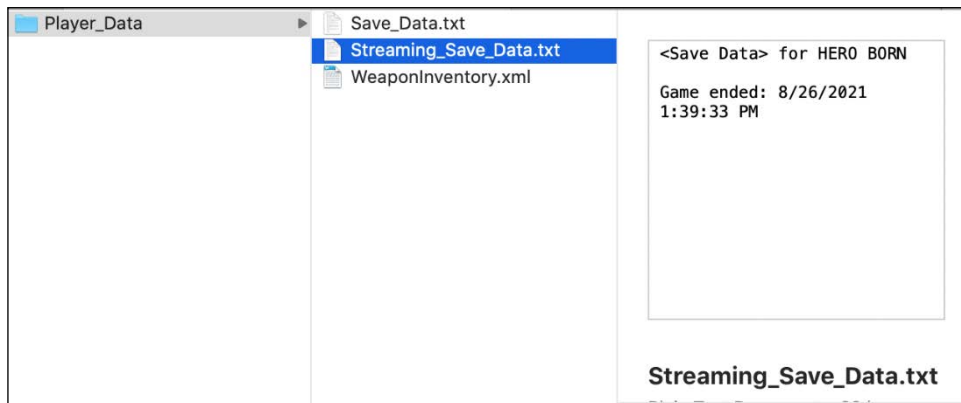 Player_Data
Save_Data.txt
Streaming_Save_Data.txt
WeaponInventory.xml
<Save Data> for HERO BORN
Game ended: 8/26/2021
1:39:33 PM
Streaming_Save_Data.txt